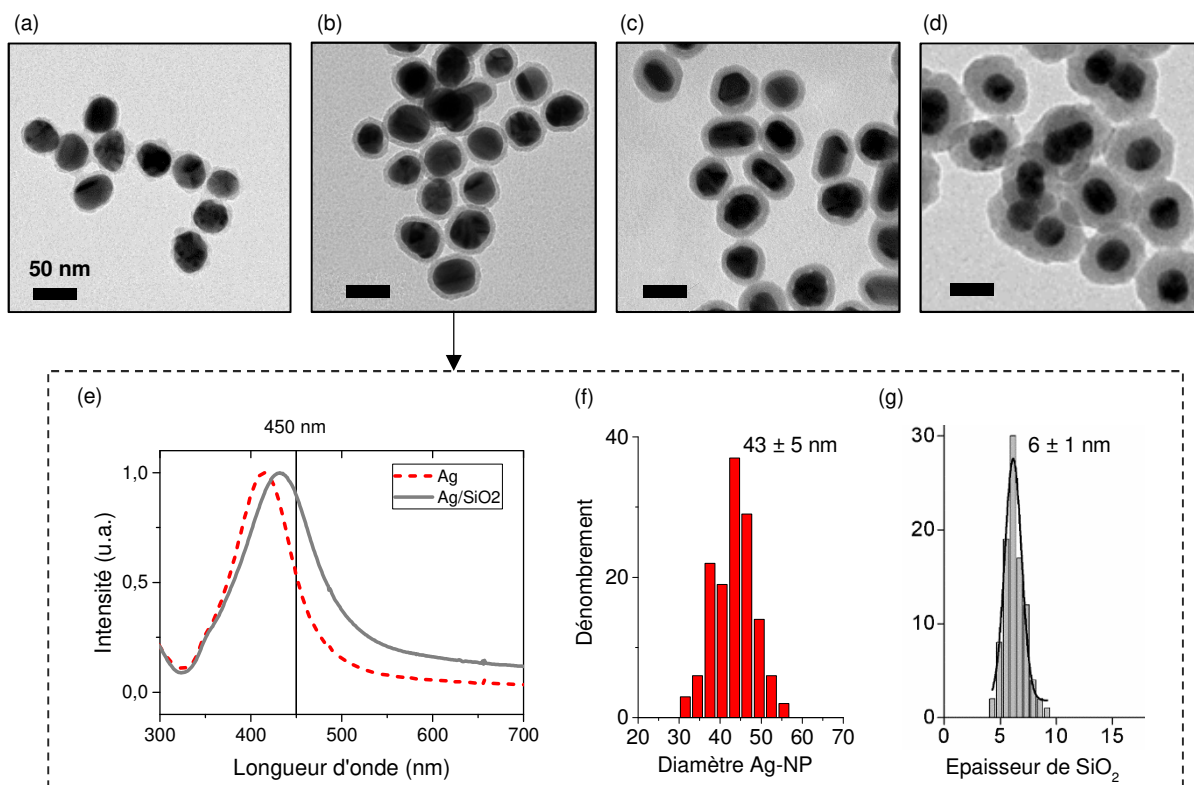 (a)
(b)
(c)
(d)
50 nm
(e)
450 nm
Ag
Ag/SiO2
1,0
0,5
0,0
Intensité (u.a.)
300
400
500
600
700
Longueur d'onde (nm)
(f)
43 ± 5 nm
40
20
0
Dénombrement
20
30
40
50
60
70
Diamètre Ag-NP
(g)
6 ± 1 nm
30
20
10
0
0
5
10
15
Epaisseur de SiO₂